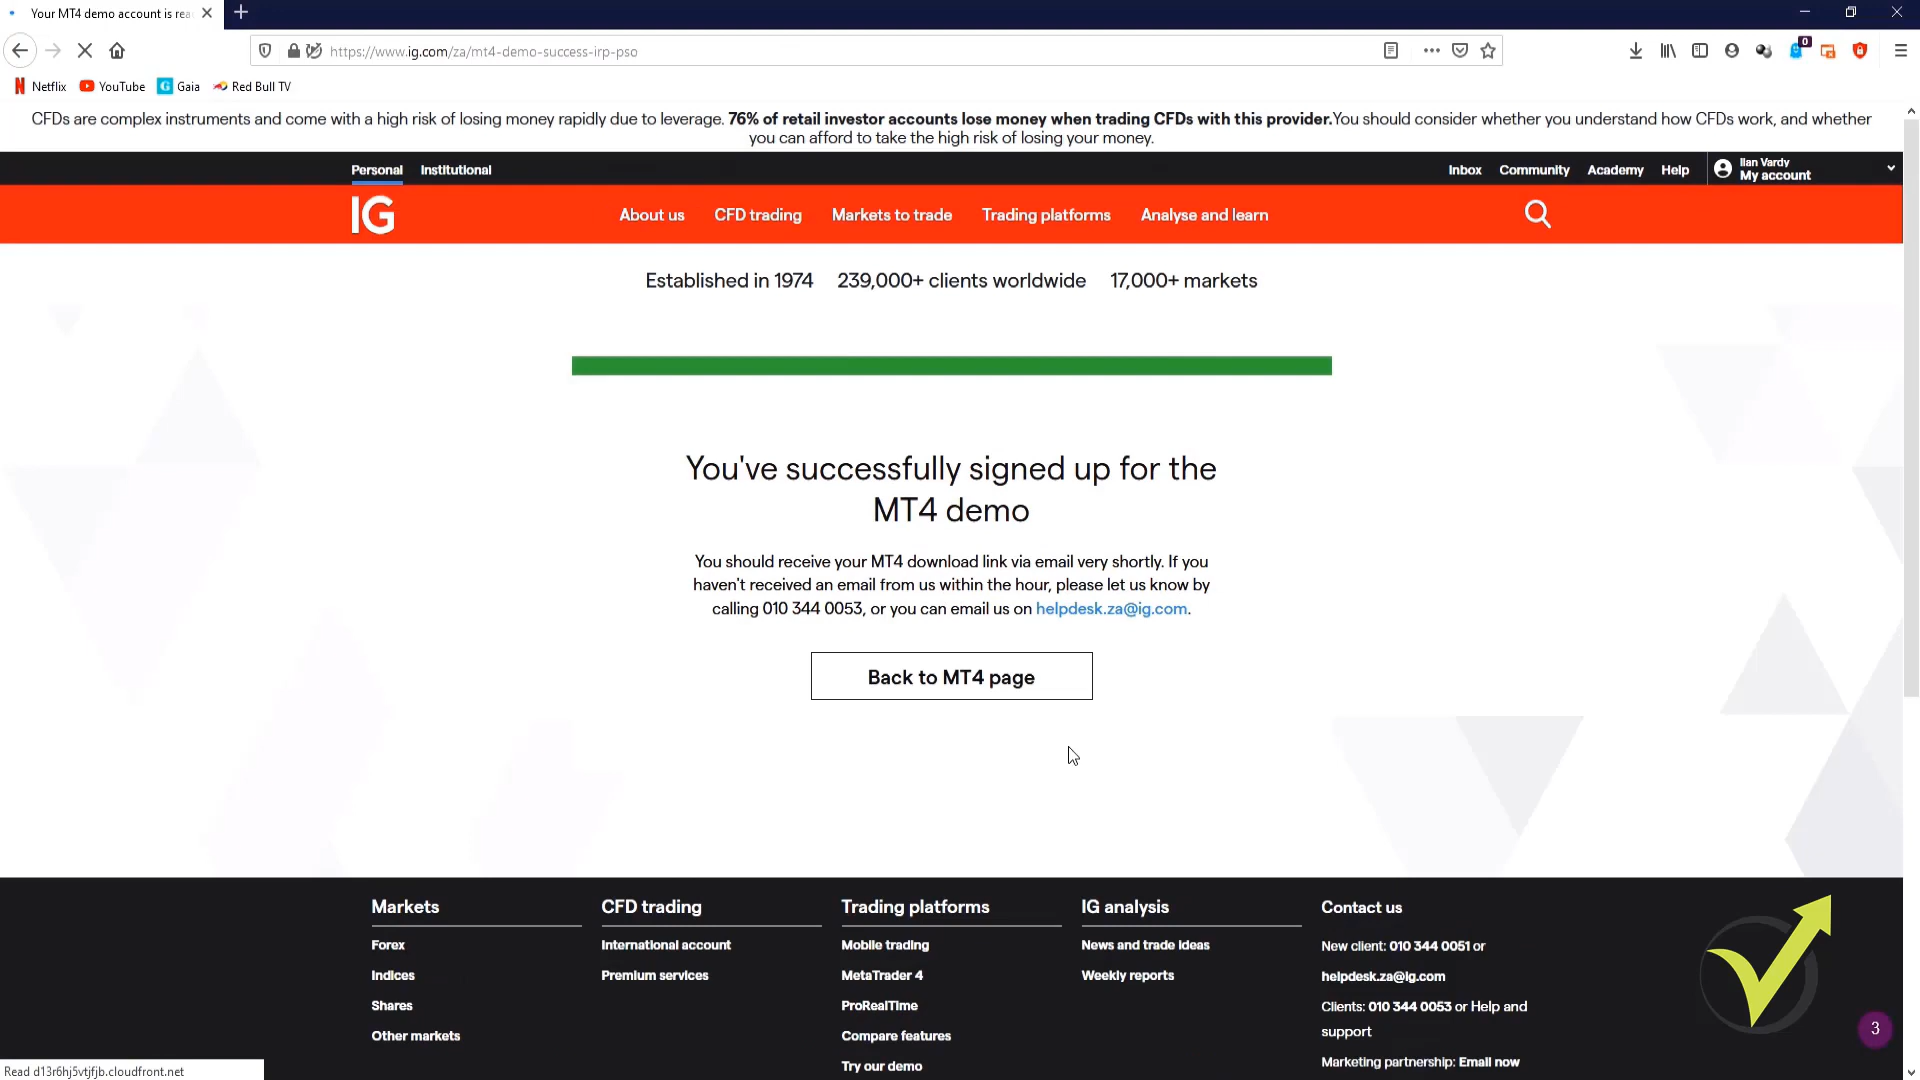 Your MT4 demo account is rea
https://www.ig.com/za/mt4-demo-success-irp-pso
0
Netflix
YouTube
G
Gaia
Red Bull TV
CFDs are complex instruments and come with a high risk of losing money rapidly due to leverage. 76% of retail investor accounts lose money when trading CFDs with this provider.You should consider whether you understand how CFDs work, and whether
you can afford to take the high risk of losing your money.
Personal
Institutional
Inbox
Community
Academy
Help
Ilan Vardy
My account
IG
About us
CFD trading
Markets to trade
Trading platforms
Analyse and learn
Established in 1974
239,000+ clients worldwide
17,000+ markets
You've successfully signed up for the
MT4 demo
You should receive your MT4 download link via email very shortly. If you
haven't received an email from us within the hour, please let us know by
calling 010 344 0053, or you can email us on helpdesk.za@ig.com.
Back to MT4 page
Markets
Forex
Indices
Shares
Other markets
CFD trading
International account
Premium services
Trading platforms
Mobile trading
MetaTrader 4
ProRealTime
Compare features
Try our demo
IG analysis
News and trade ideas
Weekly reports
Contact us
New client: 010 344 0051 or
helpdesk.za@ig.com
Clients: 010 344 0053 or Help and
support
Marketing partnership: Email now
3
Read d13r6hj5vtjfjb.cloudfront.net